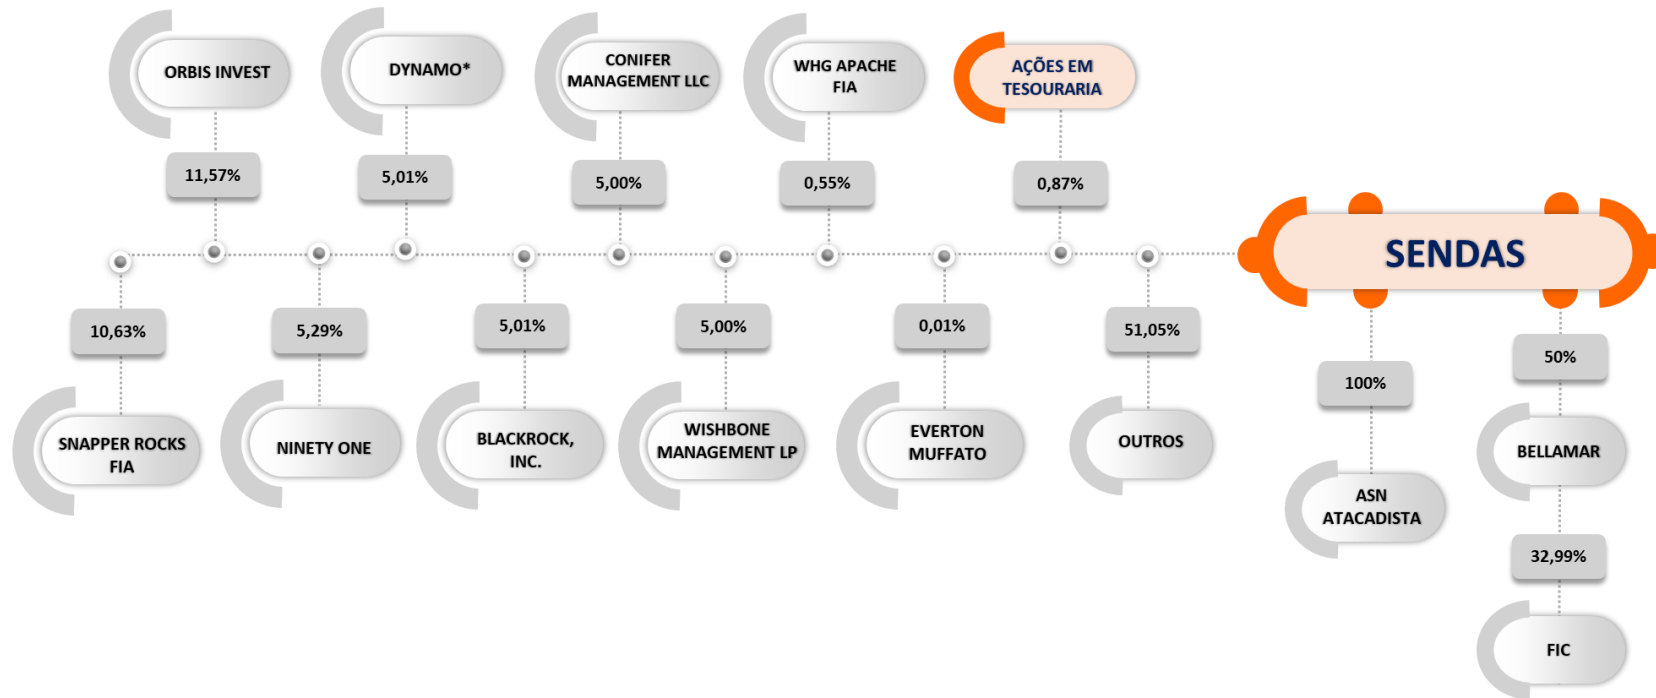 ORBIS INVEST
DYNAMO*
CONIFER
MANAGEMENT LLC
WHG APACHE
FIA
AÇÕES EM
TESOURARIA
11,57%
5,01%
5,00%
0,55%
0,87%
SENDAS
10,63%
5,29%
5,01%
5,00%
0,01%
51,05%
50%
100%
SNAPPER ROCKS
FIA
NINETY ONE
BLACKROCK,
INC.
WISHBONE
MANAGEMENT LP
EVERTON
MUFFATO
OUTROS
BELLAMAR
ASN
ATACADISTA
32,99%
FIC